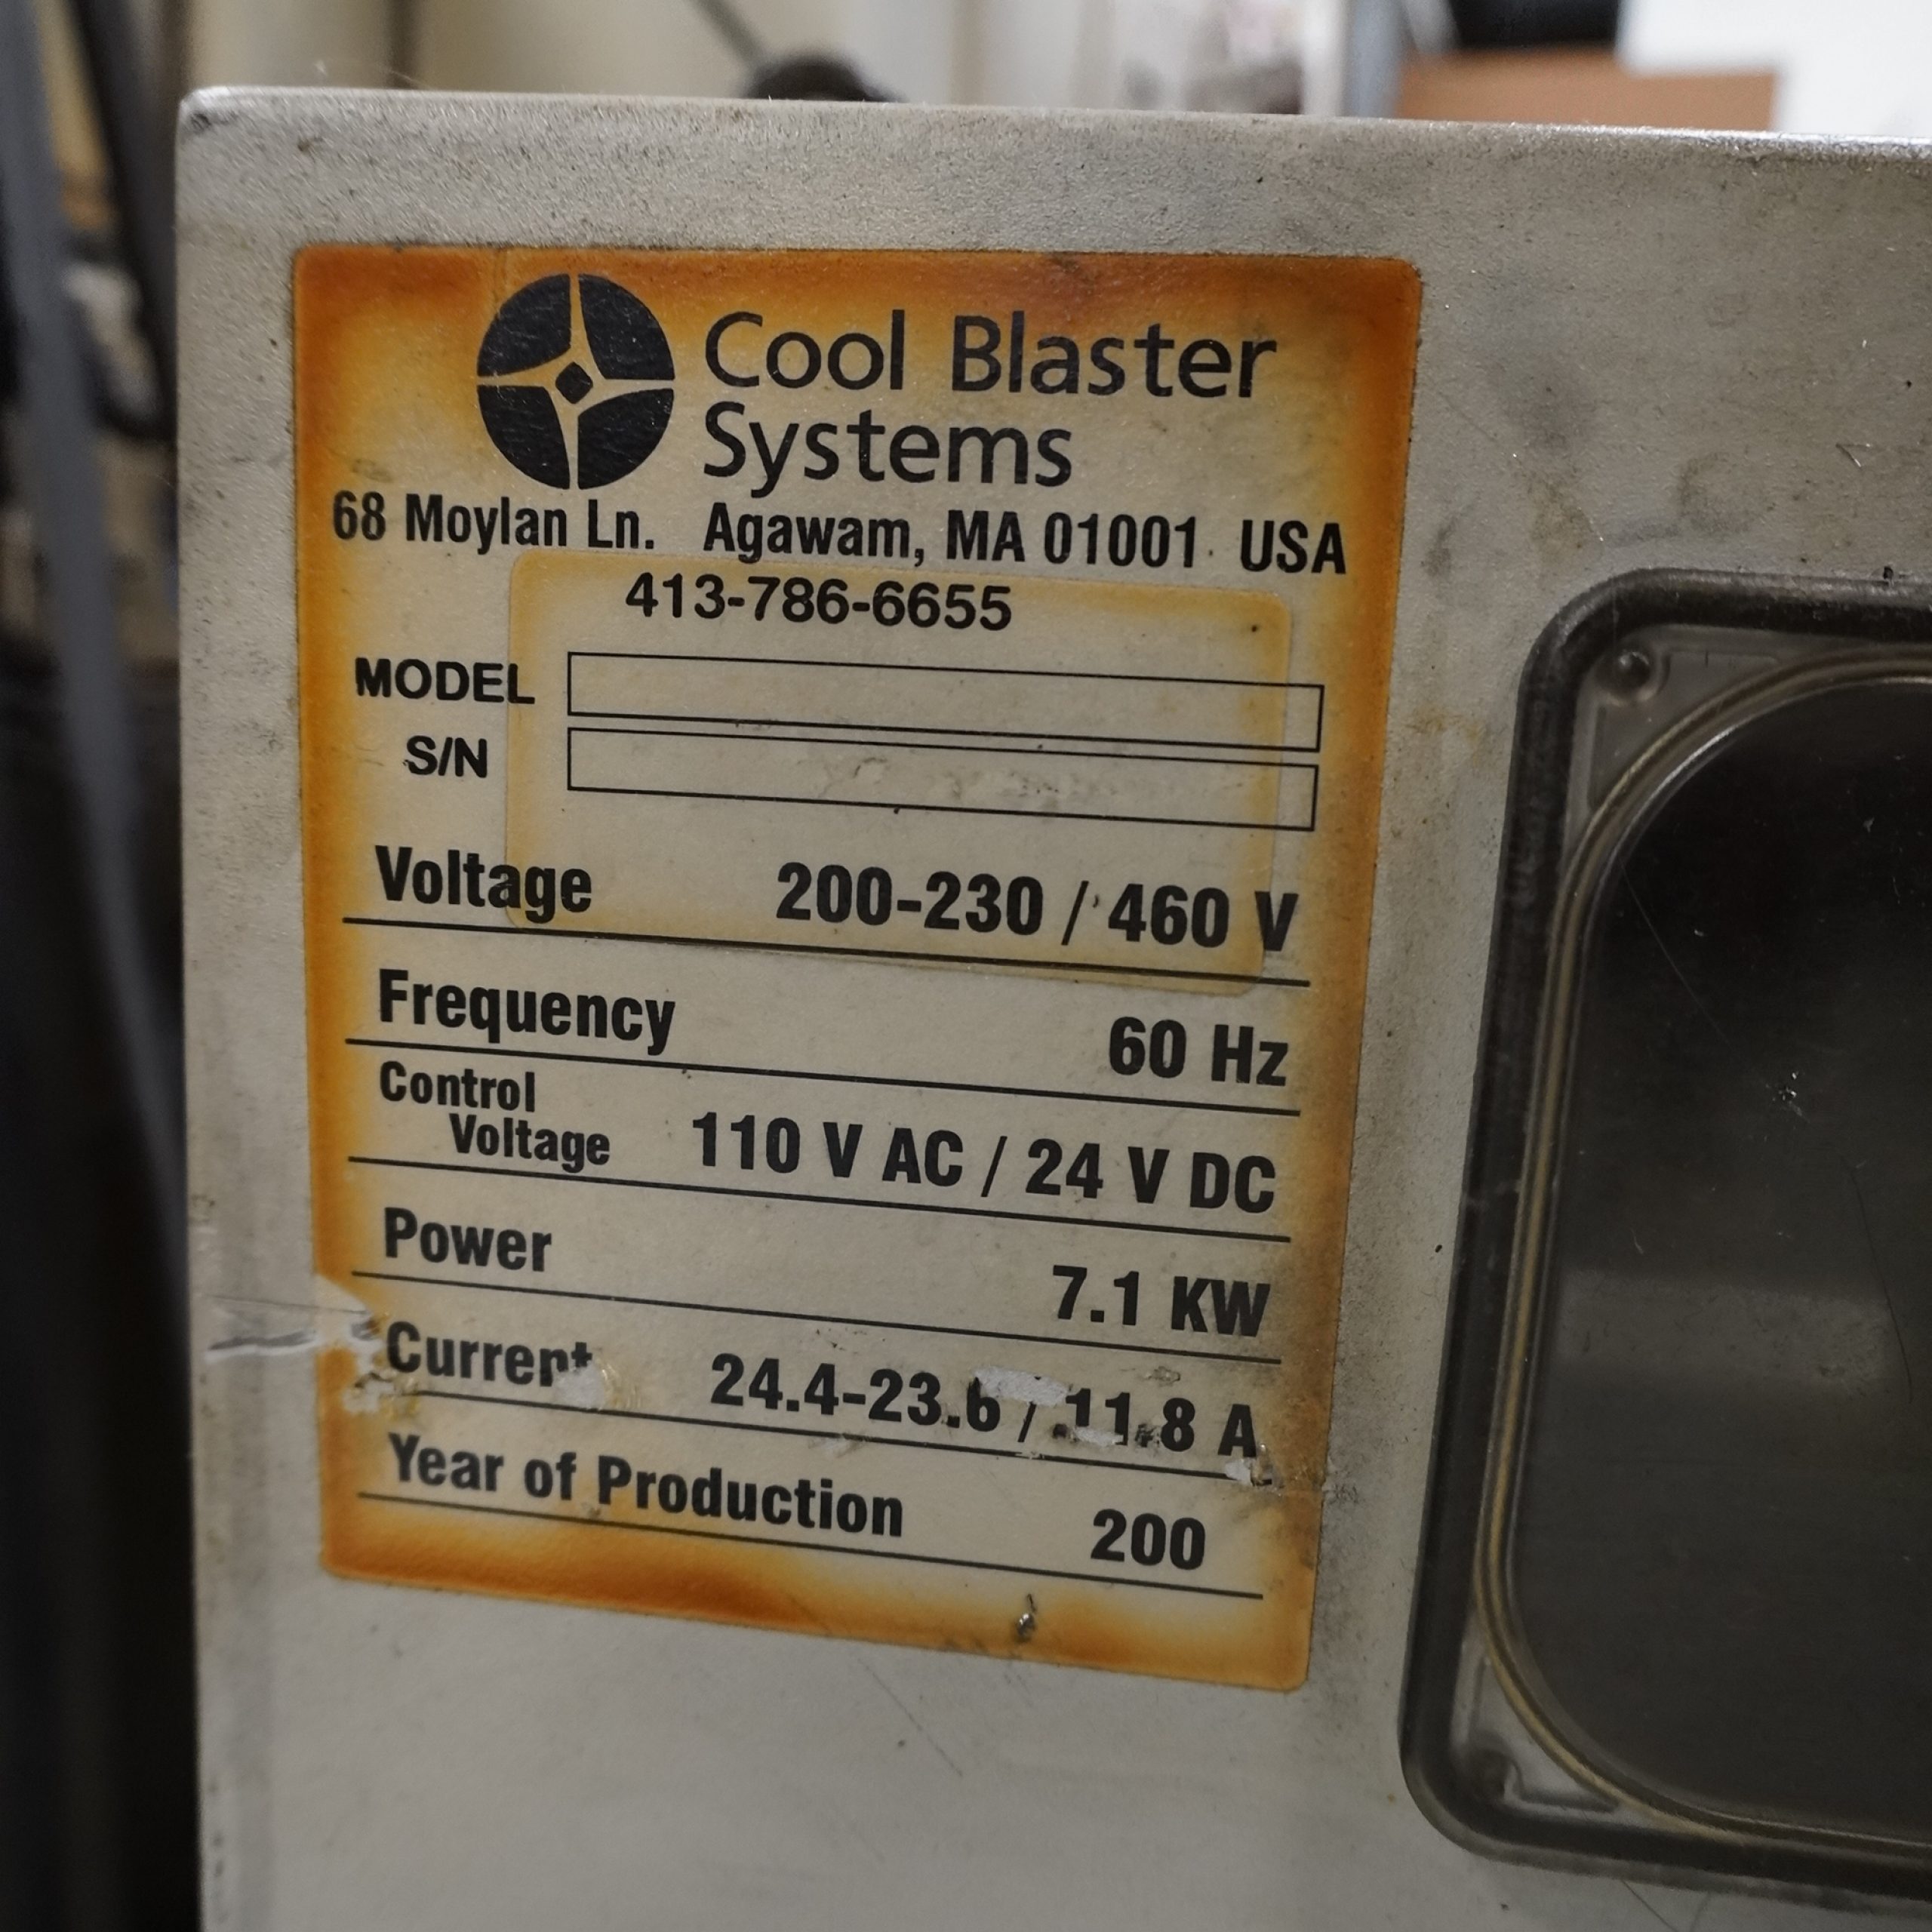 Cool Blaster
Systems
68 Moylan Ln. Agawam, MA 01001 USA
413-786-6655
MODEL
S/N
Voltage 200-230 / 460 V
Frequency 60 Hz
Control
Voltage 110 V AC / 24 V DC
Power 7.1 KW
Current 24.4-23.6 / 11.8 A
Year of Production 200